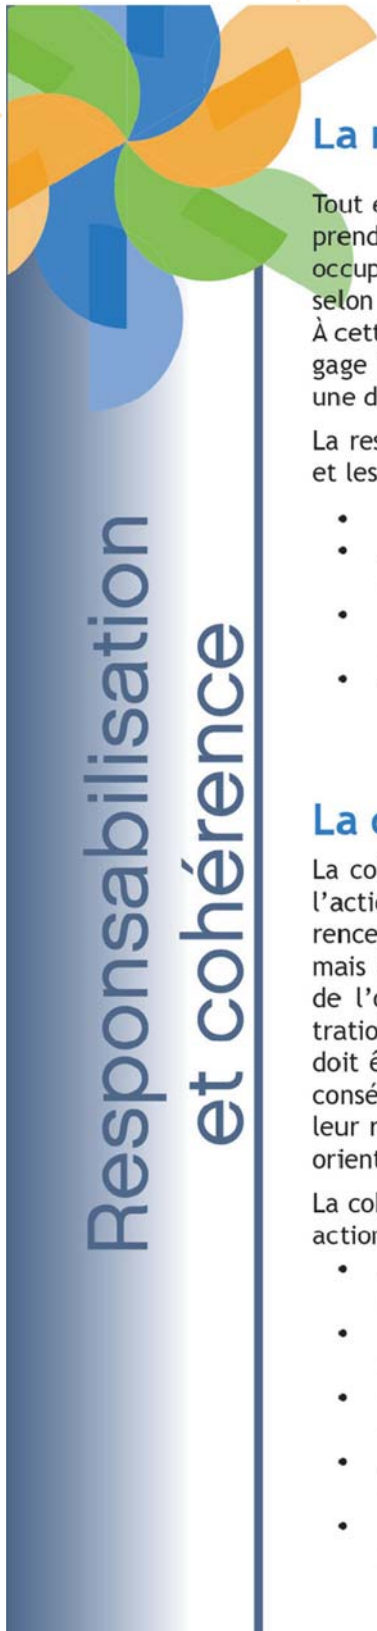 Responsabilisation
et cohérence
La
Tout
prend
occup
selon
À cett
gage
une d
La res
et les
La
La co
l'actio
rence
mais
de l'
tratio
doit
consé
leur
orient
La col
action